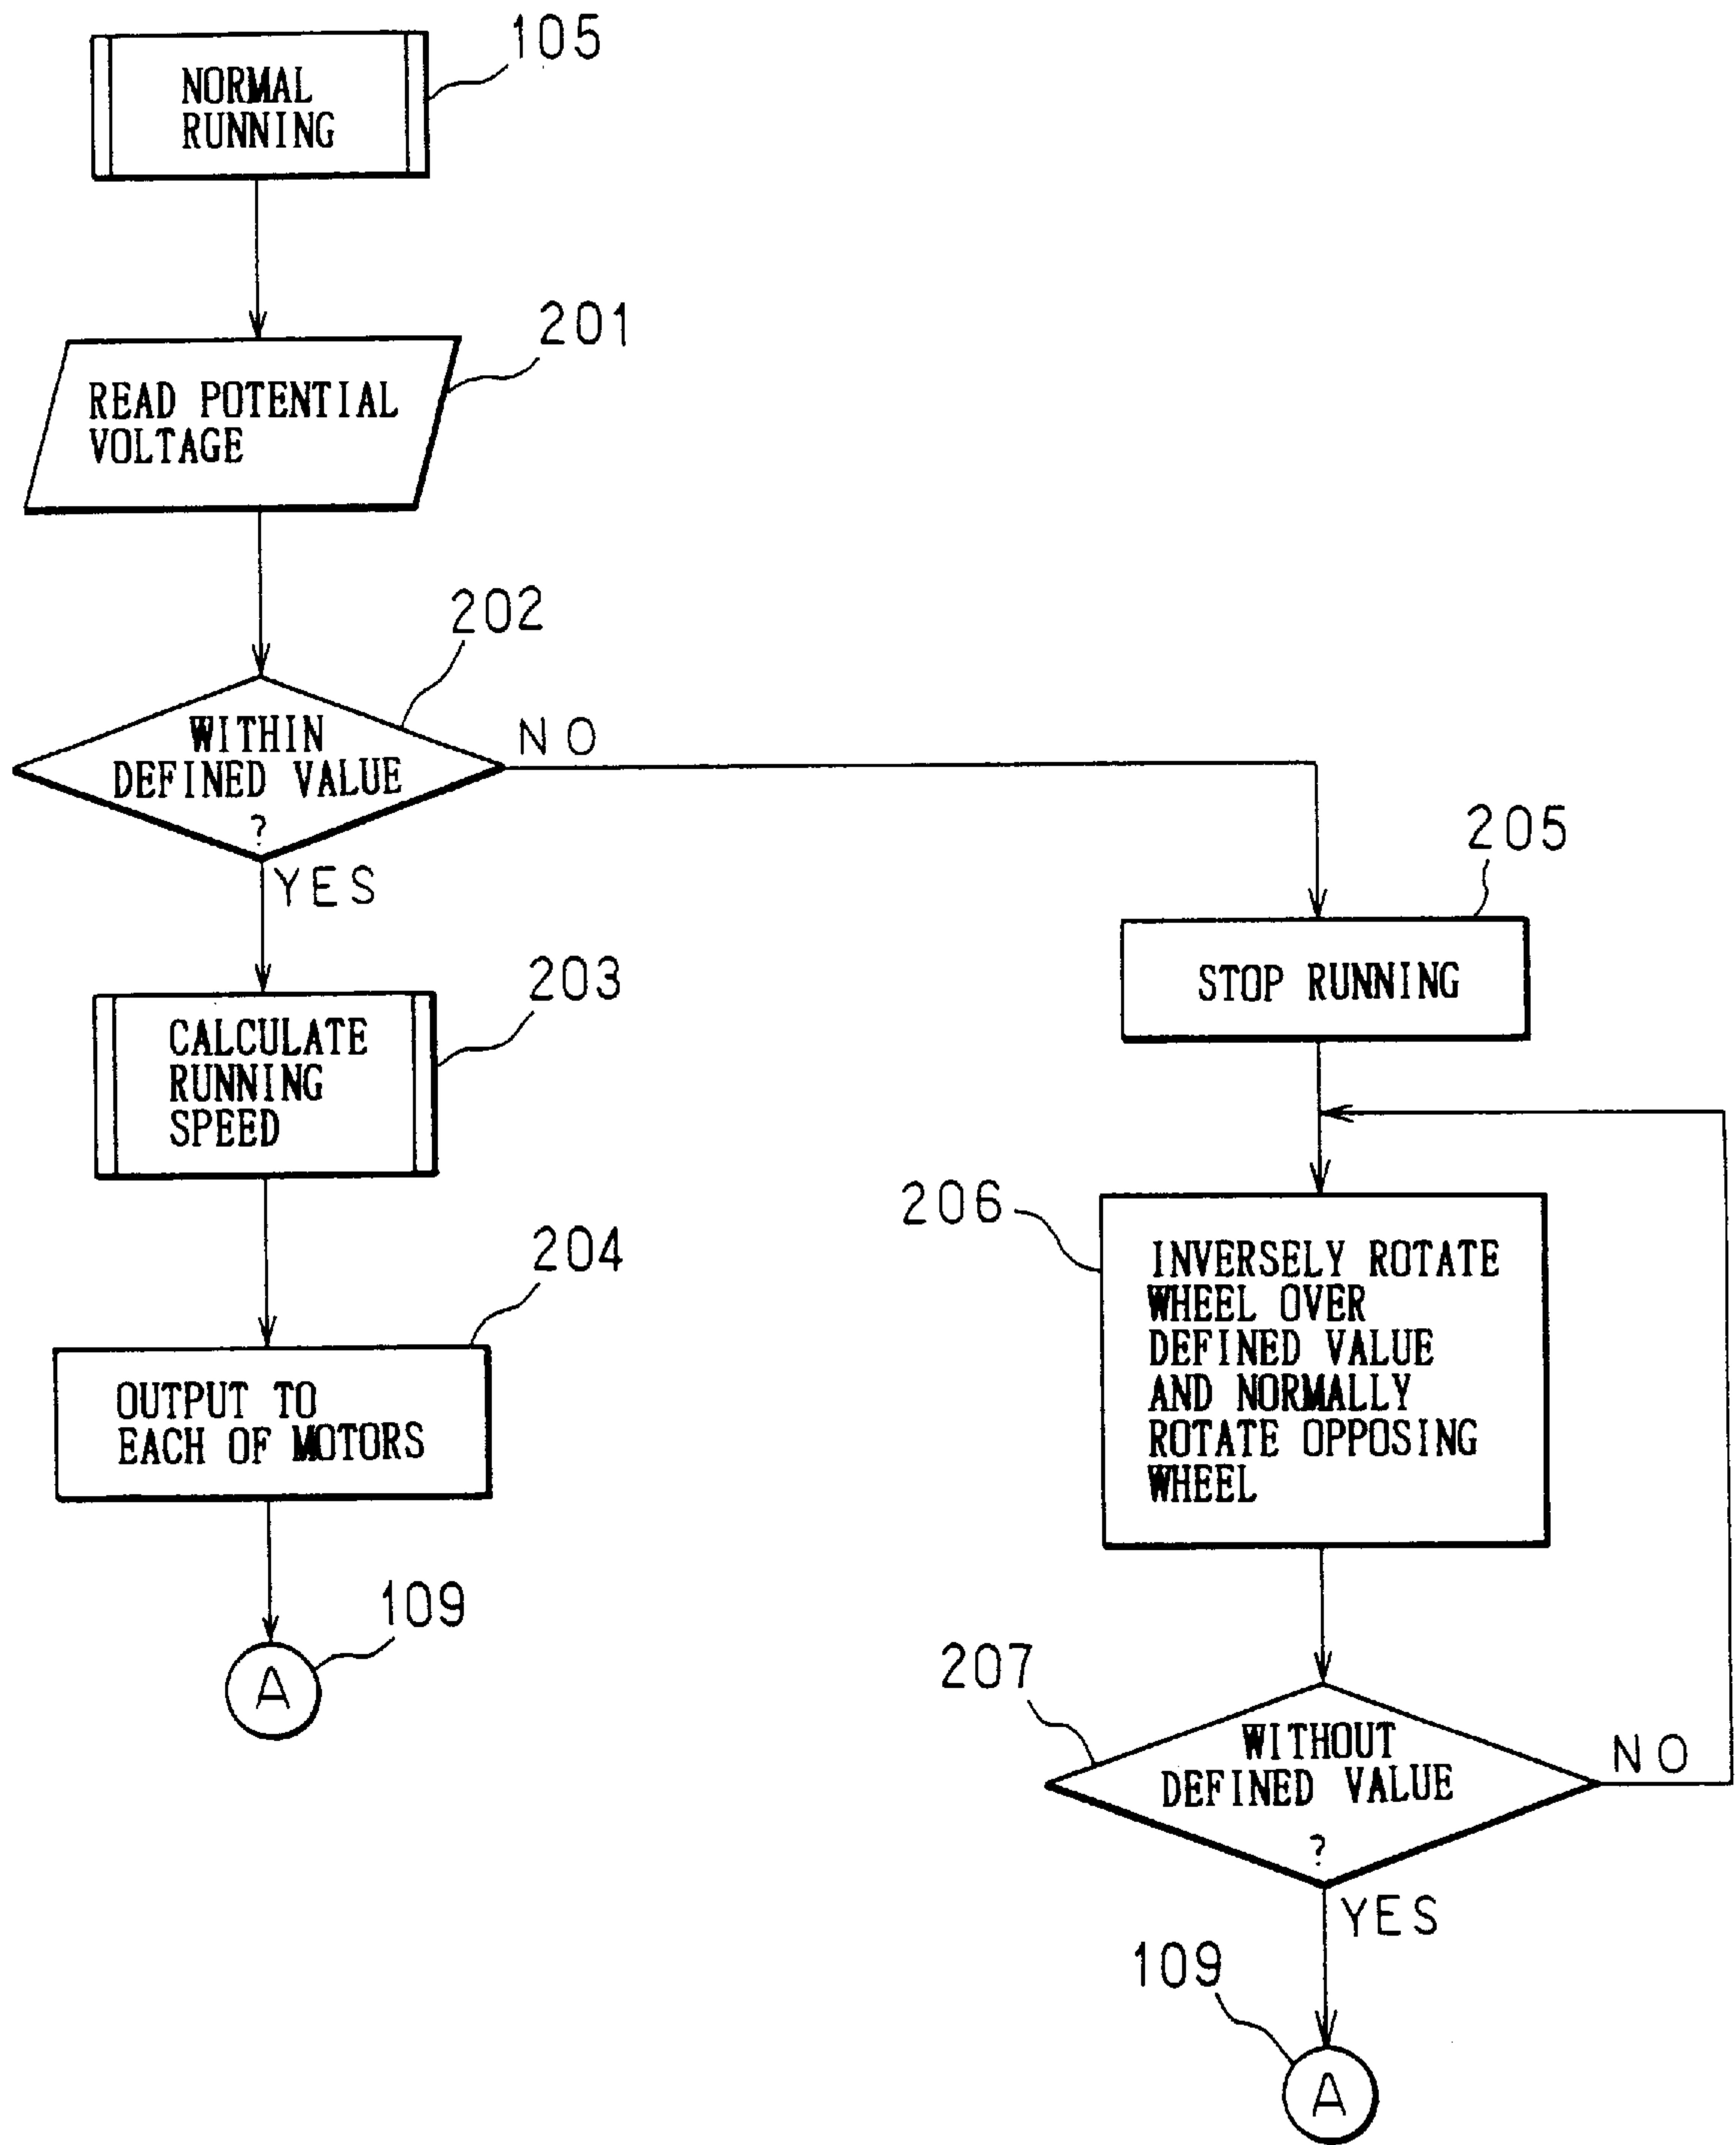 105
NORMAL
RUNNING
201
READ POTENTIAL
VOLTAGE
202
WITHIN
DEFINED VALUE
?
NO
YES
203
CALCULATE
RUNNING
SPEED
204
OUTPUT TO
EACH OF MOTORS
109
A
205
STOP RUNNING
206
INVERSELY ROTATE
WHEEL OVER
DEFINED VALUE
AND NORMALLY
ROTATE OPPOSING
WHEEL
207
WITHOUT
DEFINED VALUE
?
NO
YES
109
A